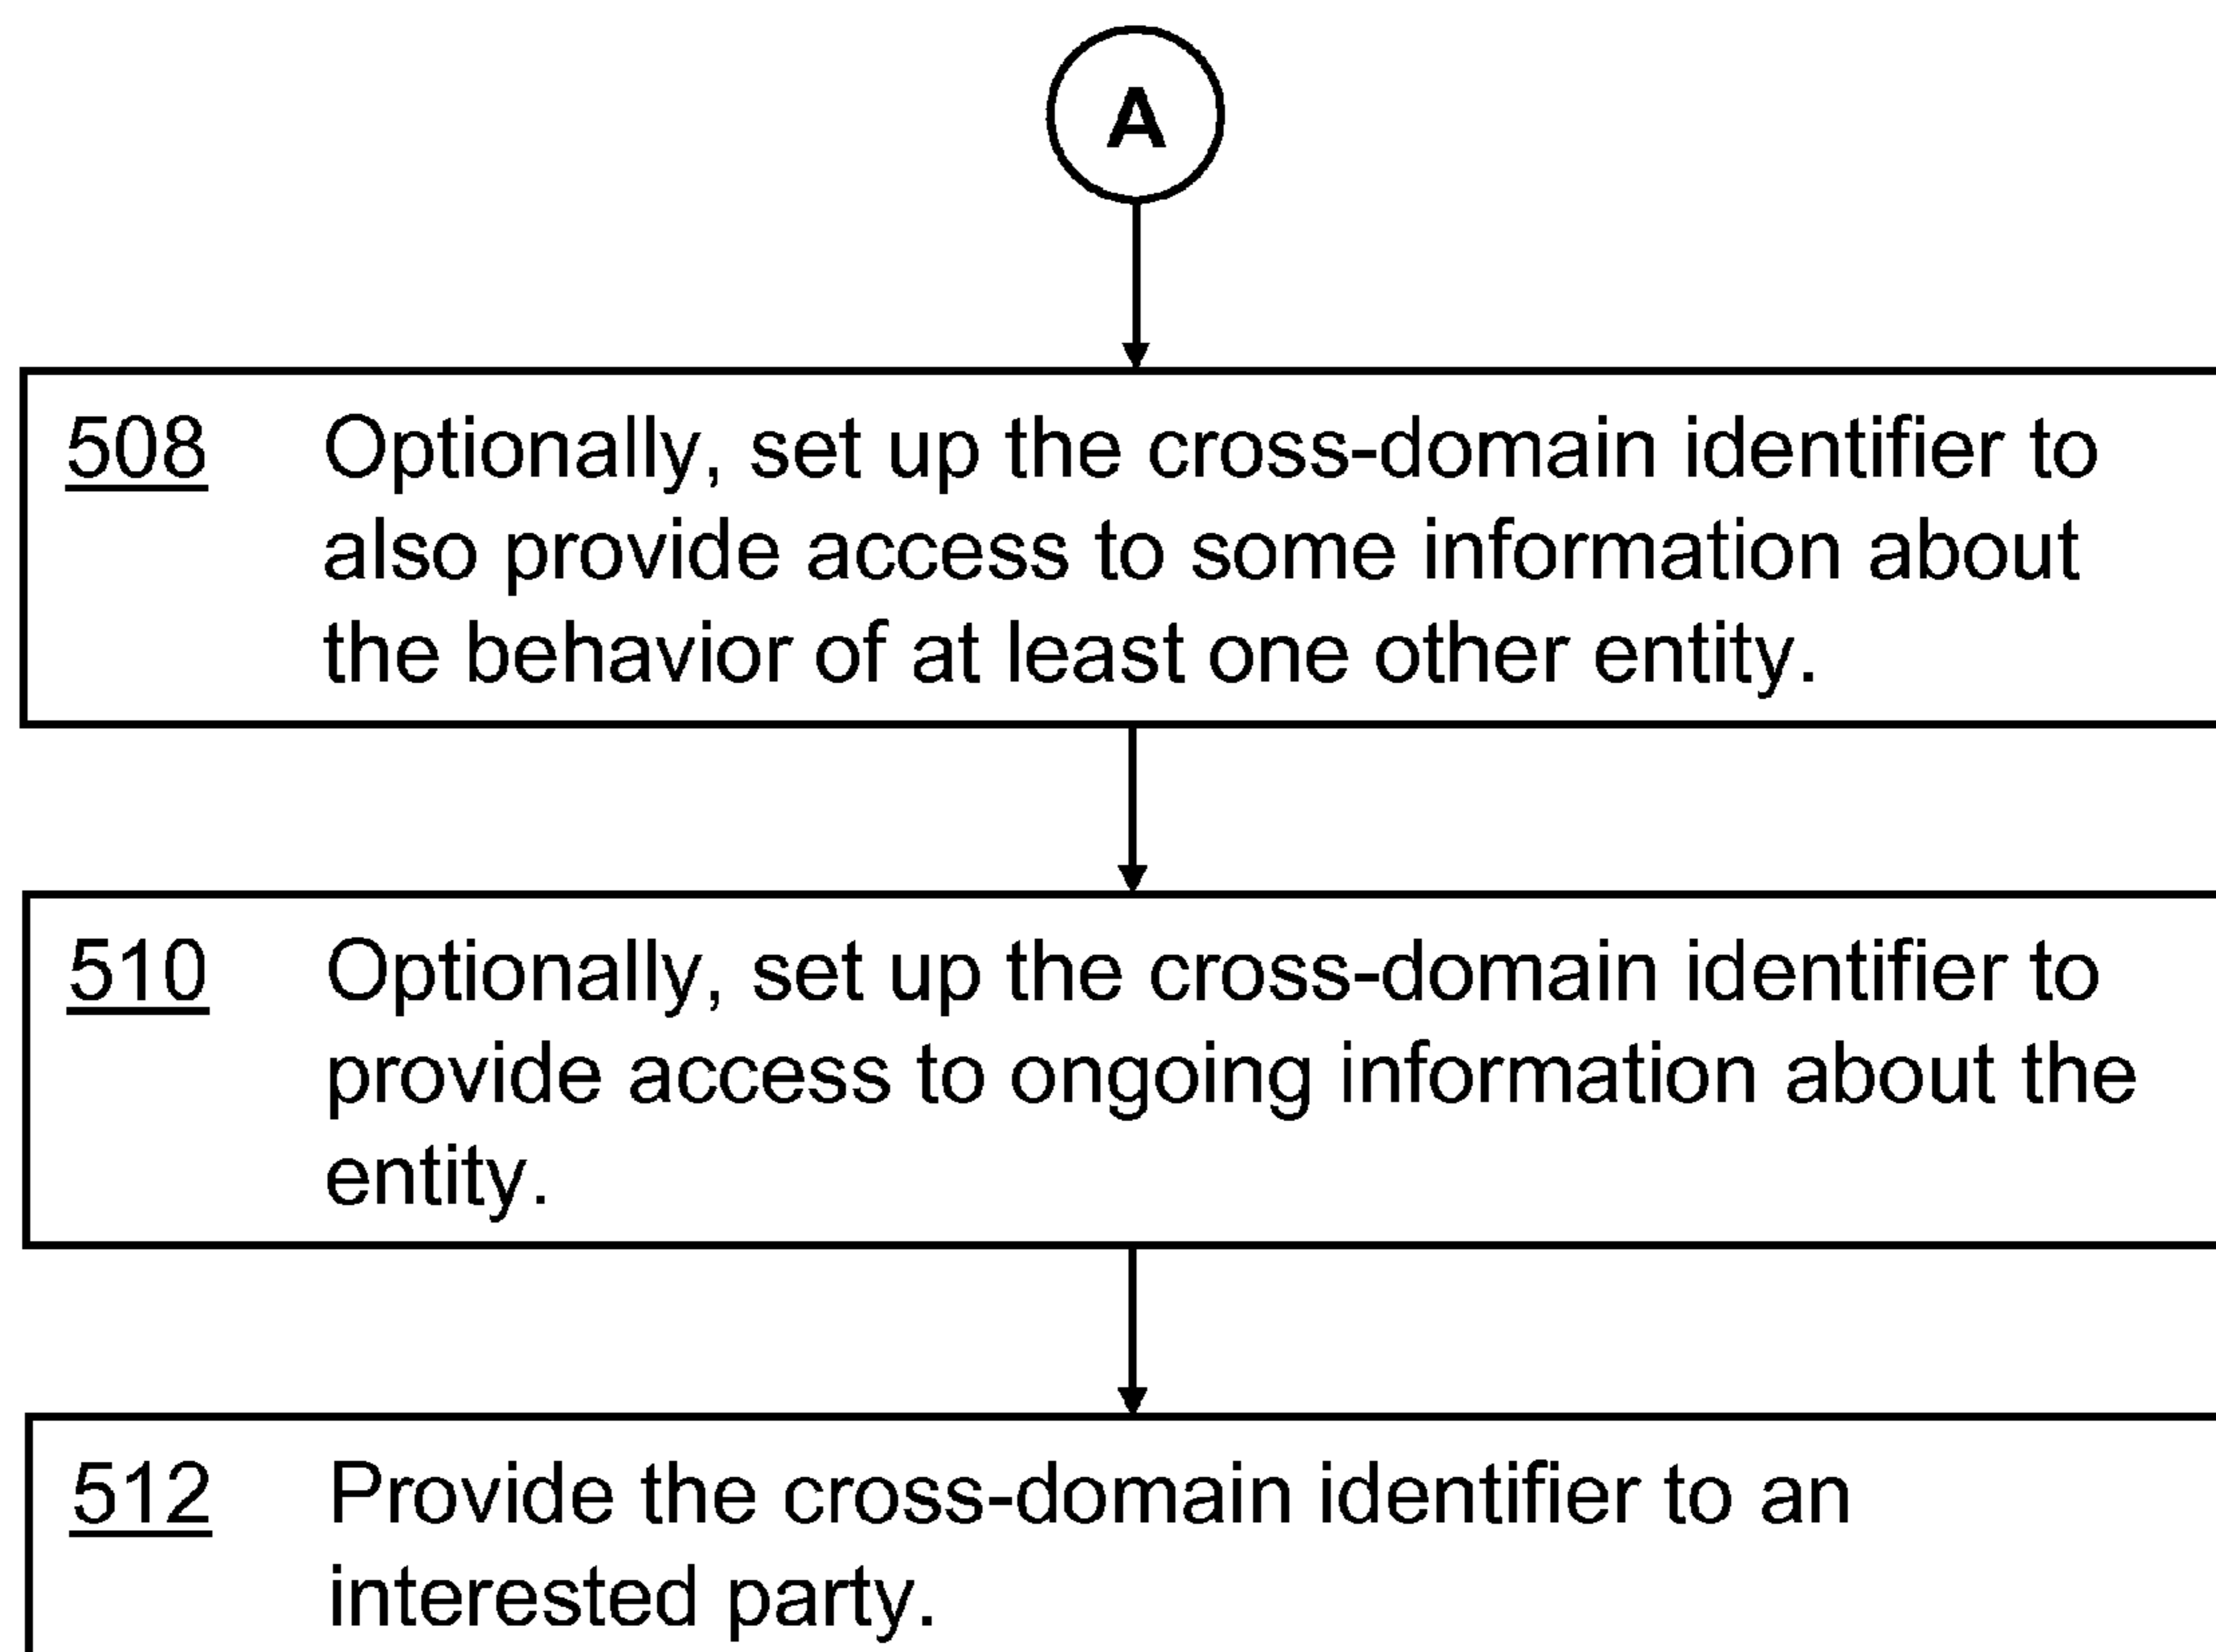 A
508 Optionally, set up the cross-domain identifier to
also provide access to some information about
the behavior of at least one other entity.
510 Optionally, set up the cross-domain identifier to
provide access to ongoing information about the
entity.
512 Provide the cross-domain identifier to an
interested party.